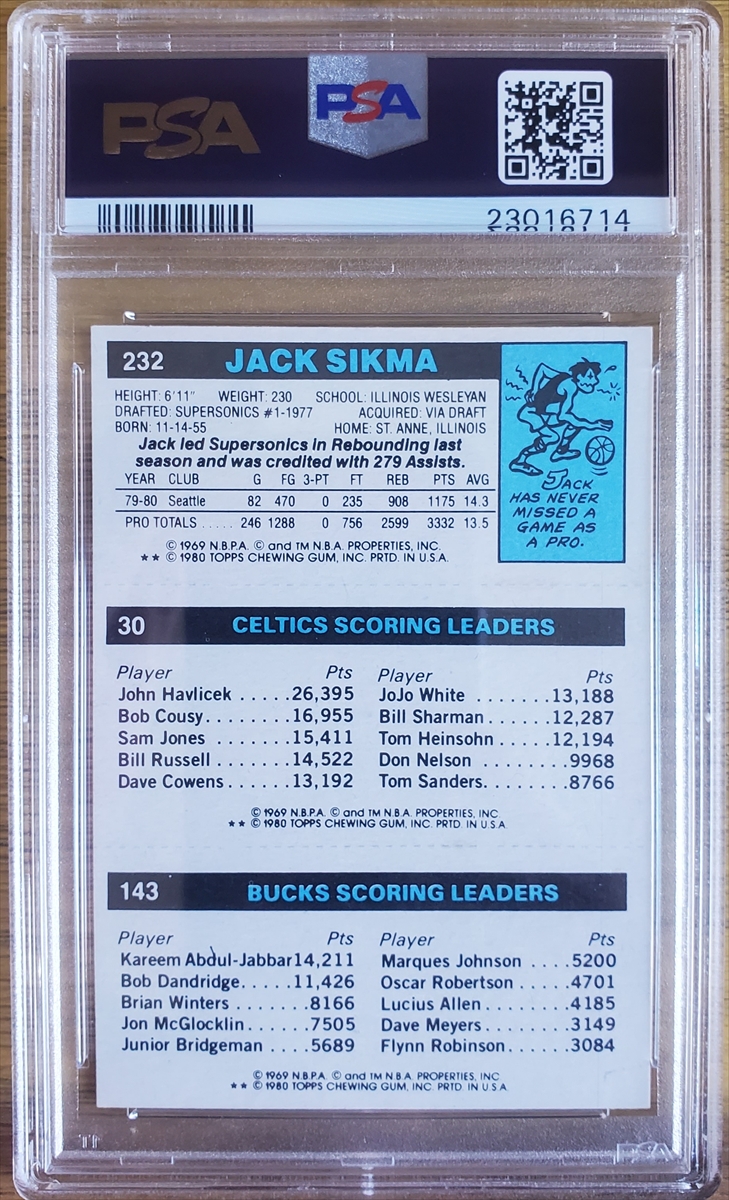 PSA PSA
23016714
232 JACK SIKMA
HEIGHT: 6'11" WEIGHT: 230 SCHOOL: ILLINOIS WESLEYAN
DRAFTED: SUPERSONICS #1-1977 ACQUIRED: VIA DRAFT
BORN: 11-14-55 HOME: ST. ANNE, ILLINOIS
Jack led Supersonics in Rebounding last
season and was credited with 279 Assists.
YEAR CLUB G FG 3-PT FT REB PTS AVG
79-80 Seattle 82 470 0 235 908 1175 14.3
PRO TOTALS ..... 246 1288 0 756 2599 3332 13.5
© 1969 N.B.P.A. © and TM N.B.A. PROPERTIES, INC.
★★ © 1980 TOPPS CHEWING GUM, INC. PRTD. IN U.S.A.
JACK
HAS NEVER
MISSED A
GAME AS
A PRO.
30 CELTICS SCORING LEADERS
Player Pts Player Pts
John Havlicek .....26,395 JoJo White .......13,188
Bob Cousy........16,955 Bill Sharman......12,287
Sam Jones .......15,411 Tom Heinsohn.....12,194
Bill Russell .......14,522 Don Nelson .......9968
Dave Cowens......13,192 Tom Sanders........8766
© 1969 N.B.P.A. © and TM N.B.A. PROPERTIES, INC.
★★ © 1980 TOPPS CHEWING GUM, INC. PRTD. IN U.S.A.
143 BUCKS SCORING LEADERS
Player Pts Player Pts
Kareem Abdul-Jabbar14,211 Marques Johnson ....5200
Bob Dandridge.....11,426 Oscar Robertson ....4701
Brian Winters .......8166 Lucius Allen .......4185
Jon McGlocklin......7505 Dave Meyers........3149
Junior Bridgeman ....5689 Flynn Robinson......3084
© 1969 N.B.P.A. © and TM N.B.A. PROPERTIES, INC.
★★ © 1980 TOPPS CHEWING GUM, INC. PRTD. IN U.S.A.
PSA